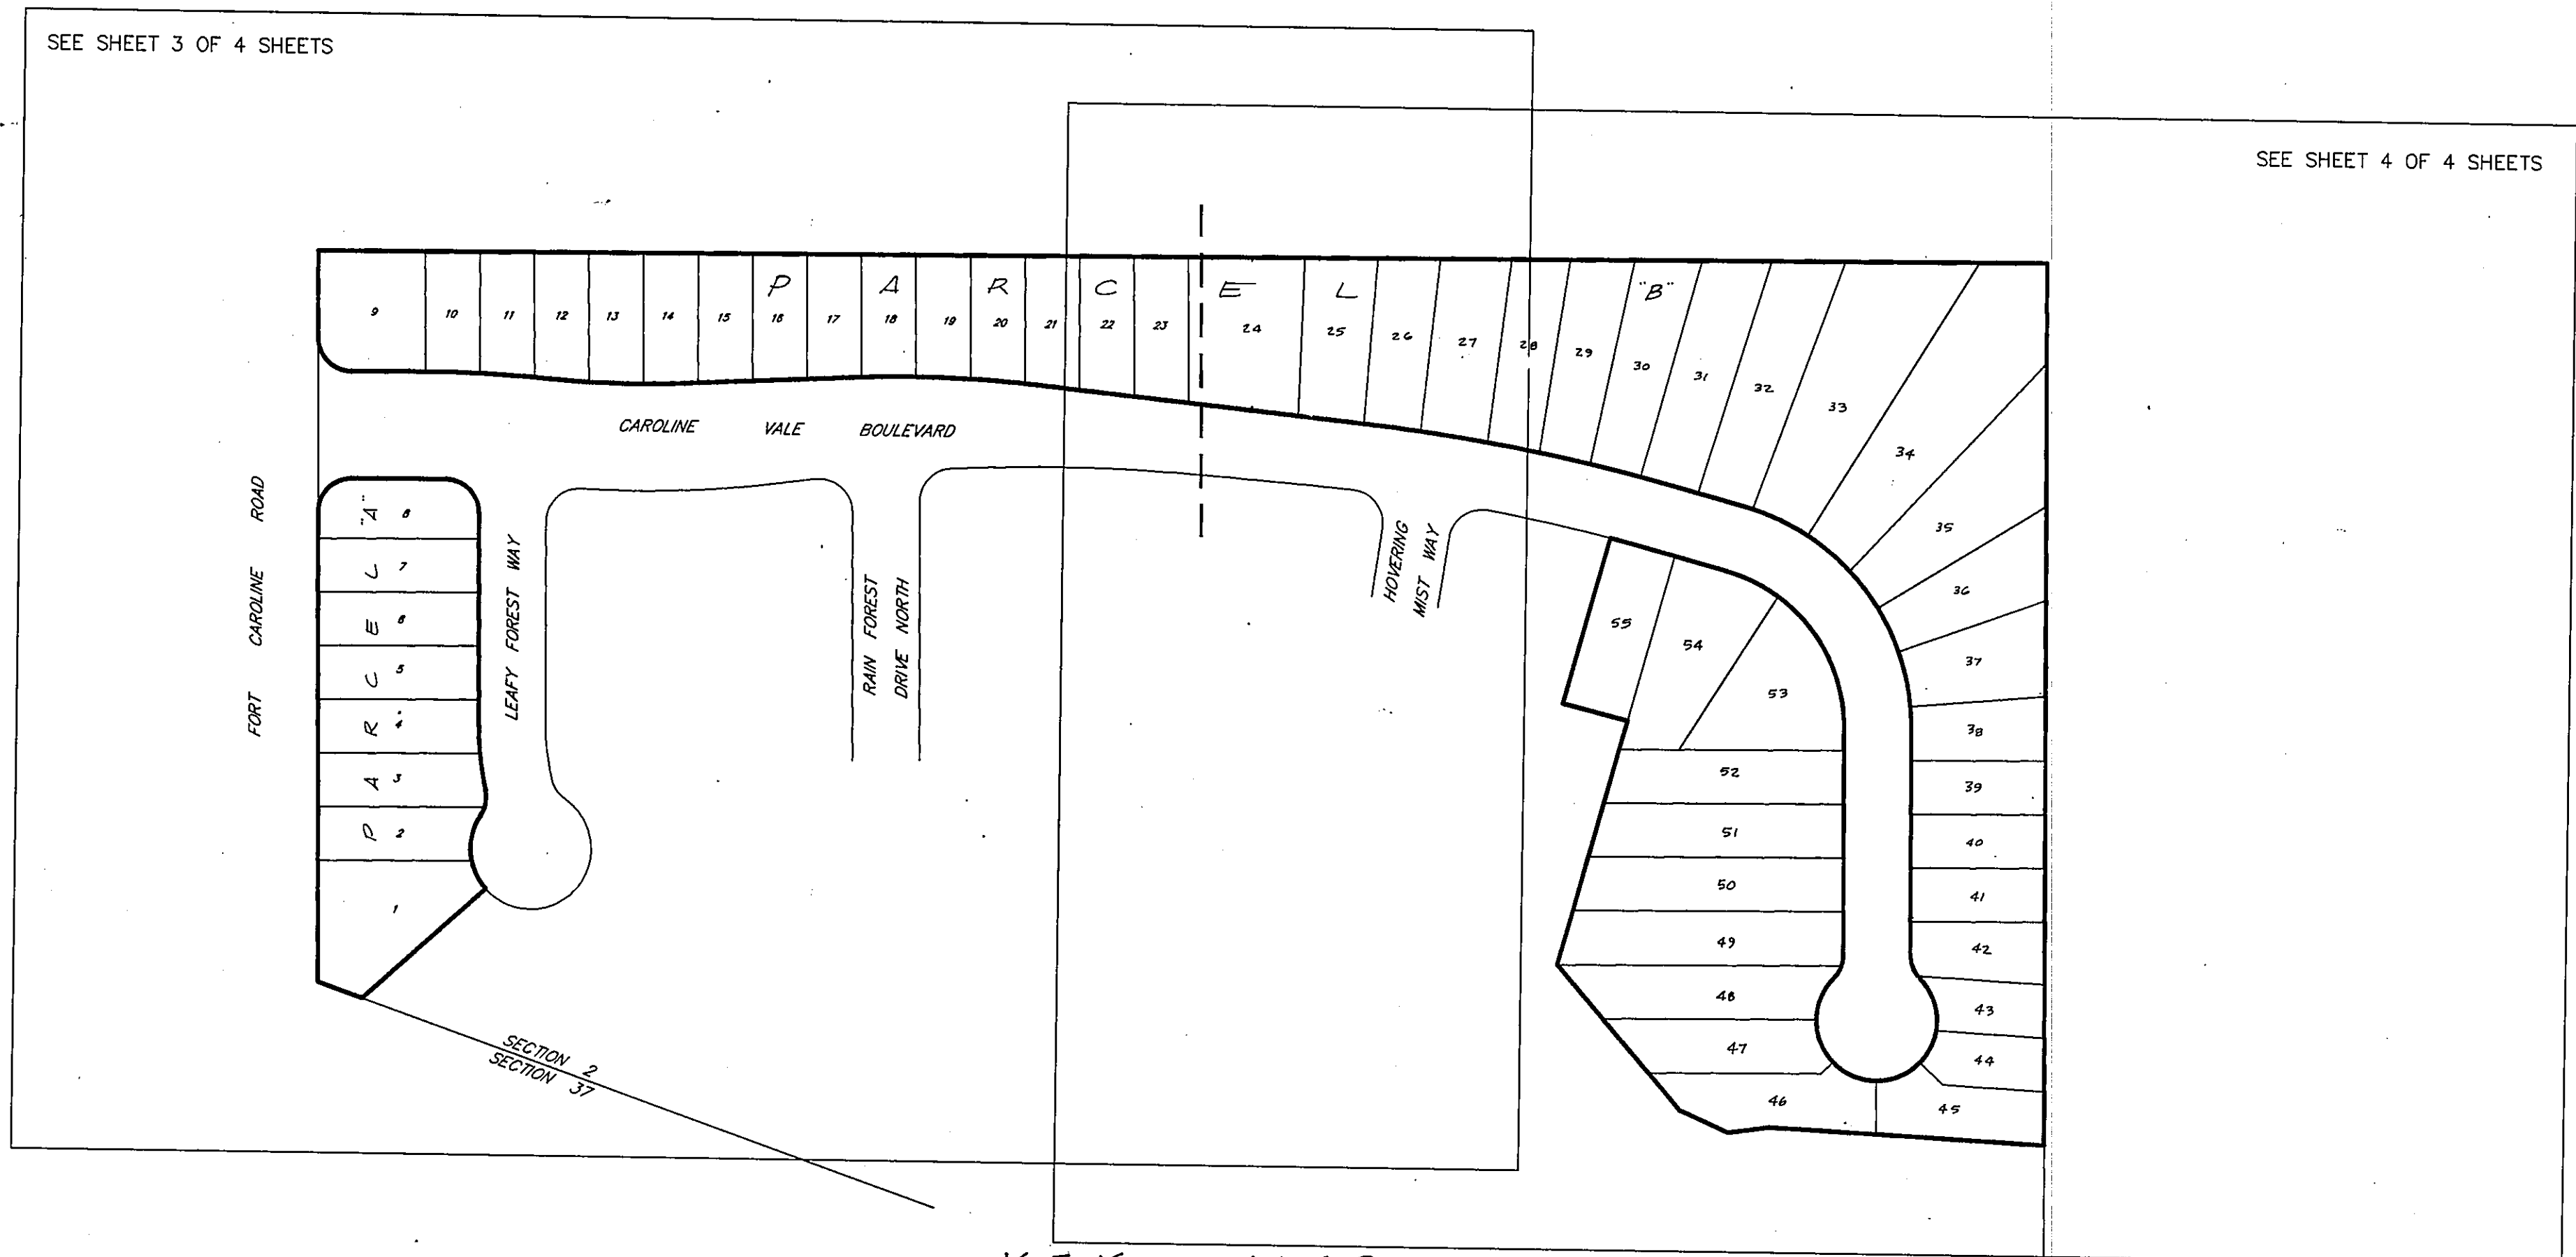 SEE SHEET 3 OF 4 SHEETS
SEE SHEET 4 OF 4 SHEETS
P A R C E L "B"
9 10 11 12 13 14 15 16 17 18 19 20 21 22 23 24 25 26 27 28 29 30 31 32 33
34
35
36
37
38
39
40
41
42
43
44
45
46
47
48
49
50
51
52
53
54
55
CAROLINE VALE BOULEVARD
FORT CAROLINE ROAD
PARCEL "A"
8
7
6
5
4
3
2
1
LEAFY FOREST WAY
RAIN FOREST
DRIVE NORTH
HOVERING
MIST WAY
SECTION 2
SECTION 37